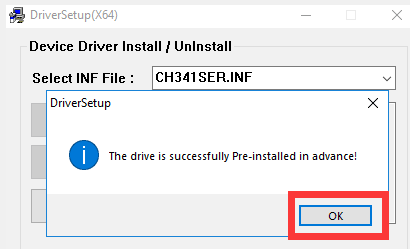 DriverSetup(X64)
Device Driver Install / UnInstall
Select INF File : CH341SER.INF
DriverSetup
The drive is successfully Pre-installed in advance!
OK